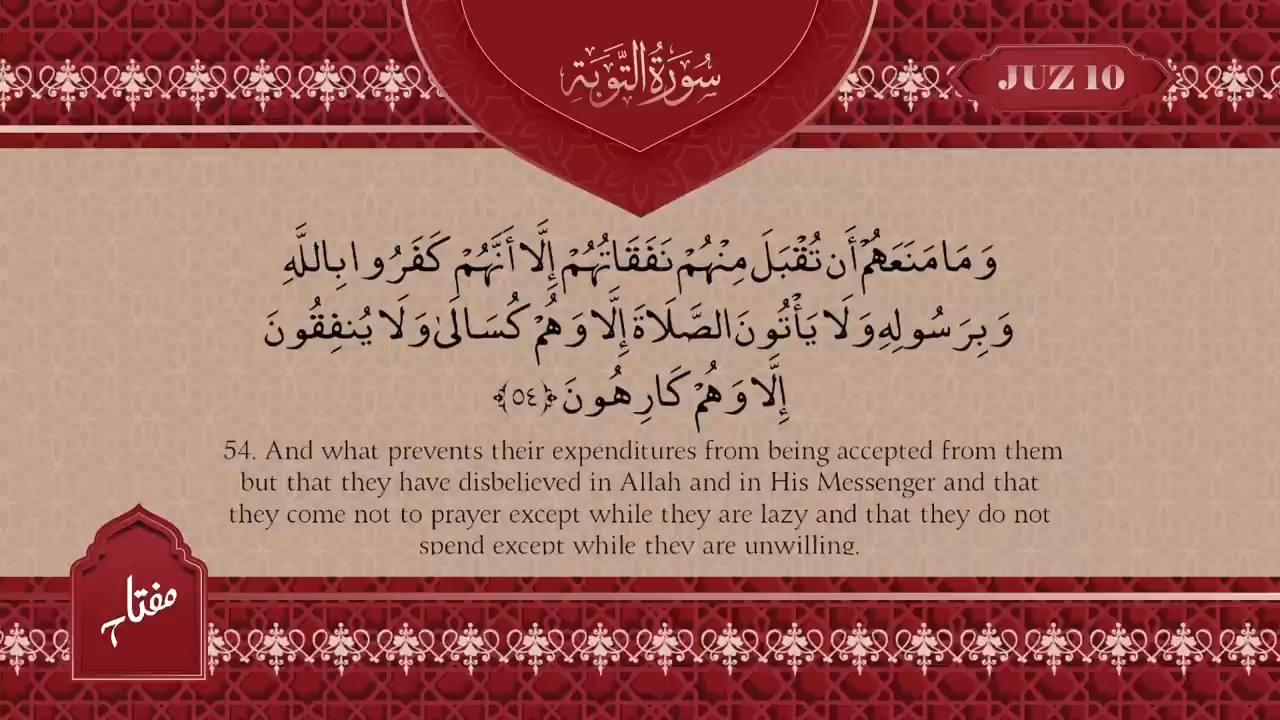 سُورَةُ التَّوْبَةِ
JUZ 10
وَمَا مَنَعَهُمْ أَن تُقْبَلَ مِنْهُمْ نَفَقَاتُهُمْ إِلَّا أَنَّهُمْ كَفَرُوا بِاللَّهِ
وَبِرَسُولِهِ وَلَا يَأْتُونَ الصَّلَاةَ إِلَّا وَهُمْ كُسَالَىٰ وَلَا يُنفِقُونَ
إِلَّا وَهُمْ كَارِهُونَ ﴿٥٤﴾
54. And what prevents their expenditures from being accepted from them
but that they have disbelieved in Allah and in His Messenger and that
they come not to prayer except while they are lazy and that they do not
spend except while they are unwilling.
مفتاح